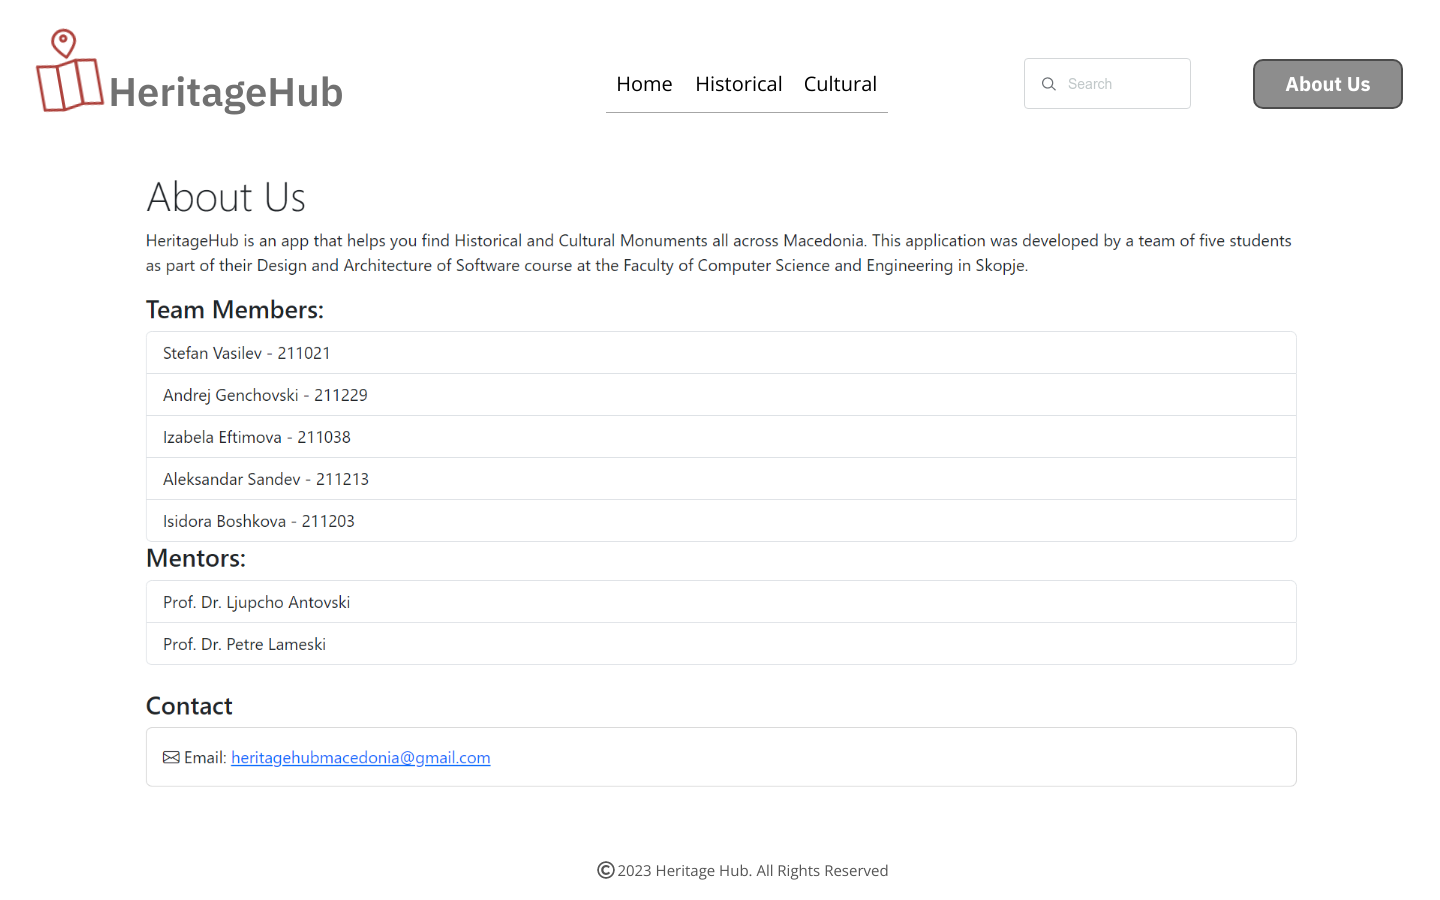 HeritageHub
Home Historical Cultural
Search
About Us
About Us
HeritageHub is an app that helps you find Historical and Cultural Monuments all across Macedonia. This application was developed by a team of five students
as part of their Design and Architecture of Software course at the Faculty of Computer Science and Engineering in Skopje.
Team Members:
Stefan Vasilev - 211021
Andrej Genchovski - 211229
Izabela Eftimova - 211038
Aleksandar Sandev - 211213
Isidora Boshkova - 211203
Mentors:
Prof. Dr. Ljupcho Antovski
Prof. Dr. Petre Lameski
Contact
Email: heritagehubmacedonia@gmail.com
© 2023 Heritage Hub. All Rights Reserved